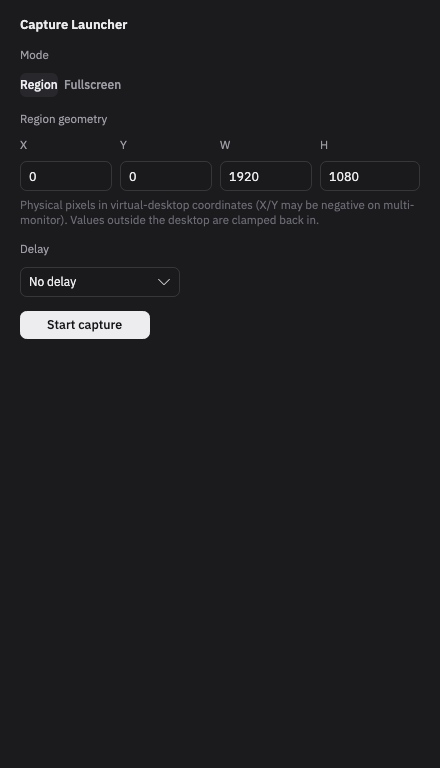 Capture Launcher
Mode
Region Fullscreen
Region geometry
X Y W H
0 0 1920 1080
Physical pixels in virtual-desktop coordinates (X/Y may be negative on multi-
monitor). Values outside the desktop are clamped back in.
Delay
No delay
Start capture